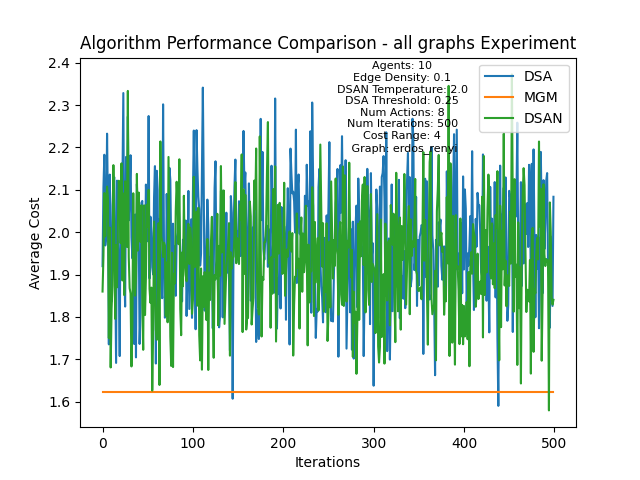 Algorithm Performance Comparison - all graphs Experiment
Agents: 10
Edge Density: 0.1
DSAN Temperature: 2.0
DSA Threshold: 0.25
Num Actions: 8
Num Iterations: 500
Cost Range: 4
Graph: erdos_renyi
DSA
MGM
DSAN
Average Cost
2.4
2.3
2.2
2.1
2.0
1.9
1.8
1.7
1.6
0 100 200 300 400 500
Iterations